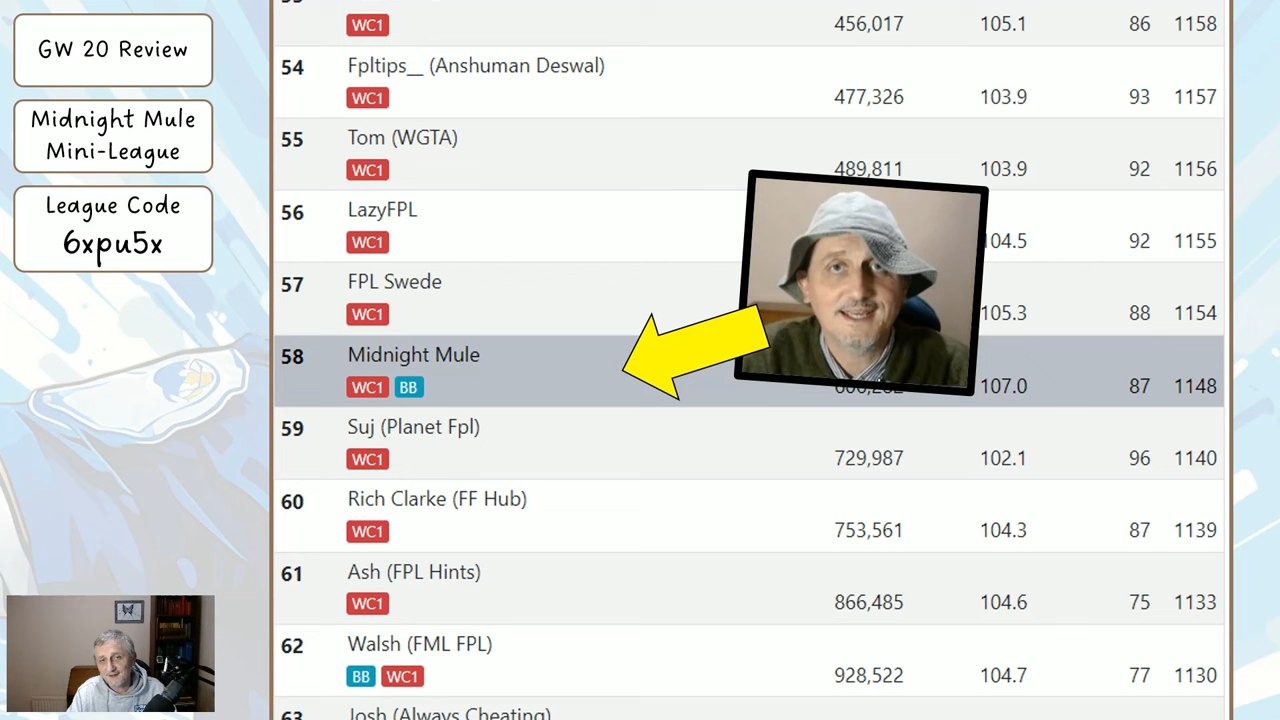 GW 20 Review
Midnight Mule
Mini-League
League Code
6xpu5x
WC1 456,017 105.1 86 1158
54 Fpltips__ (Anshuman Deswal)
WC1 477,326 103.9 93 1157
55 Tom (WGTA)
WC1 489,811 103.9 92 1156
56 LazyFPL
WC1 104.5 92 1155
57 FPL Swede
WC1 105.3 88 1154
58 Midnight Mule
WC1 BB 107.0 87 1148
59 Suj (Planet Fpl)
WC1 729,987 102.1 96 1140
60 Rich Clarke (FF Hub)
WC1 753,561 104.3 87 1139
61 Ash (FPL Hints)
WC1 866,485 104.6 75 1133
62 Walsh (FML FPL)
BB WC1 928,522 104.7 77 1130
63 Josh (Always Cheating)